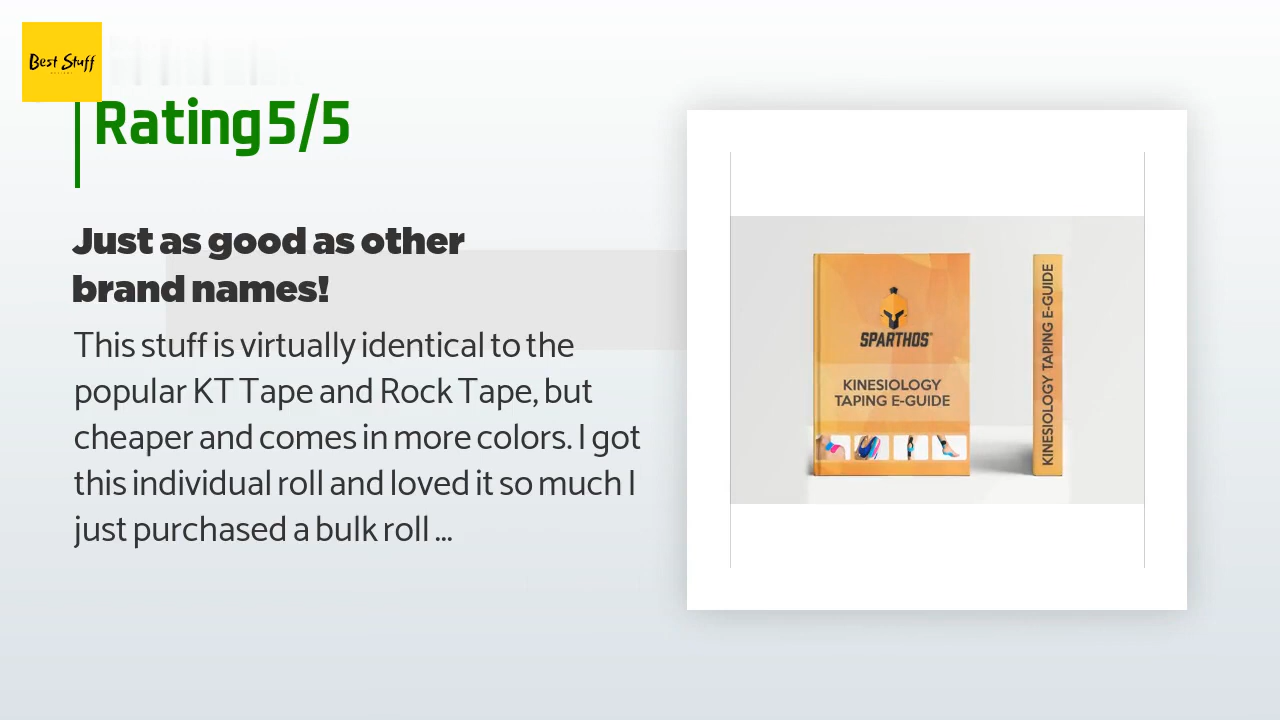 Best Stuff
Rating 5/5
Just as good as other
brand names!
This stuff is virtually identical to the
popular KT Tape and Rock Tape, but
cheaper and comes in more colors. I got
this individual roll and loved it so much I
just purchased a bulk roll ...
SPARTHOS®
KINESIOLOGY
TAPING E-GUIDE
KINESIOLOGY TAPING E-GUIDE